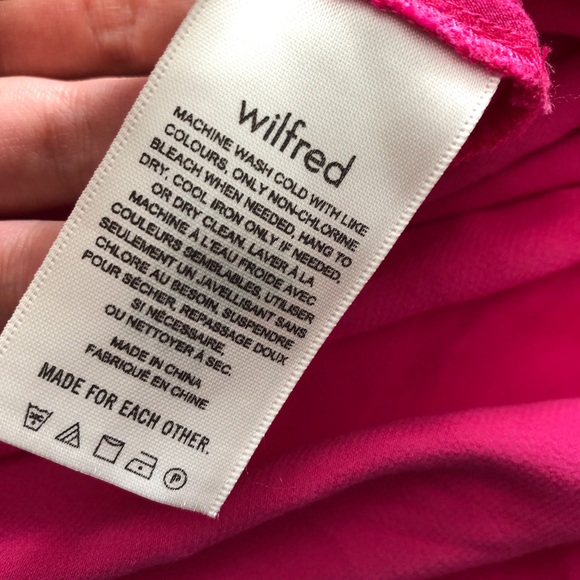 wilfred
MACHINE WASH COLD WITH LIKE
COLOURS, ONLY NON-CHLORINE
BLEACH WHEN NEEDED, HANG TO
DRY, COOL IRON ONLY IF NEEDED,
OR DRY CLEAN. LAVER À LA
MACHINE À L'EAU FROIDE AVEC
COULEURS SEMBLABLES, UTILISER
SEULEMENT UN JAVELLISANT SANS
CHLORE AU BESOIN, SUSPENDRE
POUR SÉCHER, REPASSAGE DOUX
SI NÉCESSAIRE,
OU NETTOYER À SEC.
MADE IN CHINA
FABRIQUÉ EN CHINE
MADE FOR EACH OTHER.
30C P